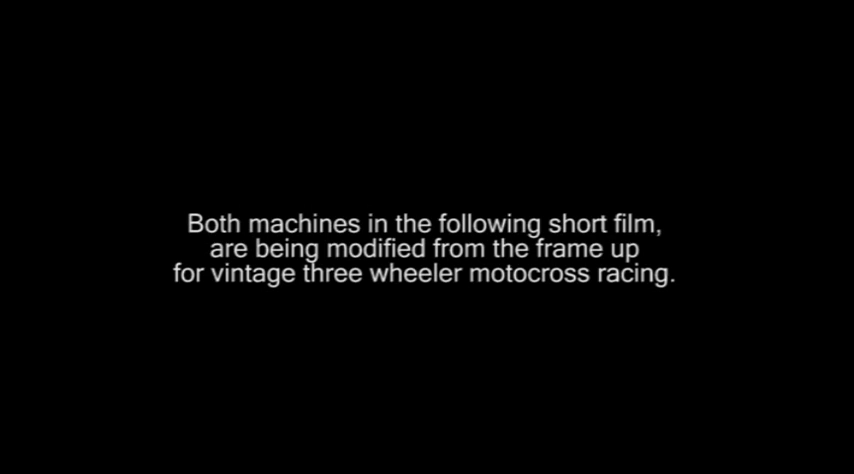 Both machines in the following short film,
are being modified from the frame up
for vintage three wheeler motocross racing.